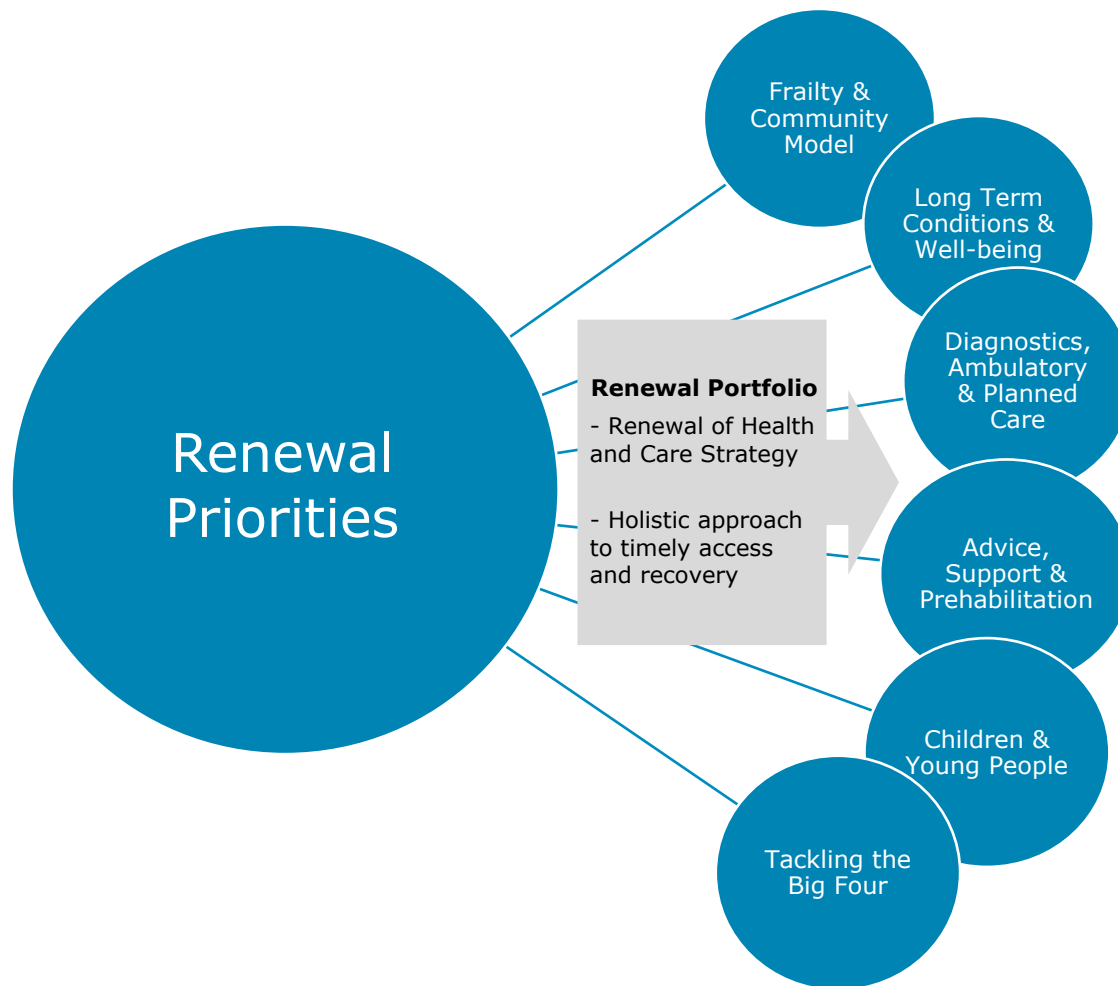 Renewal
Priorities
Renewal Portfolio
- Renewal of Health
and Care Strategy
- Holistic approach
to timely access
and recovery
Frailty &
Community
Model
Long Term
Conditions &
Well-being
Diagnostics,
Ambulatory
& Planned
Care
Advice,
Support &
Prehabilitation
Children &
Young People
Tackling the
Big Four